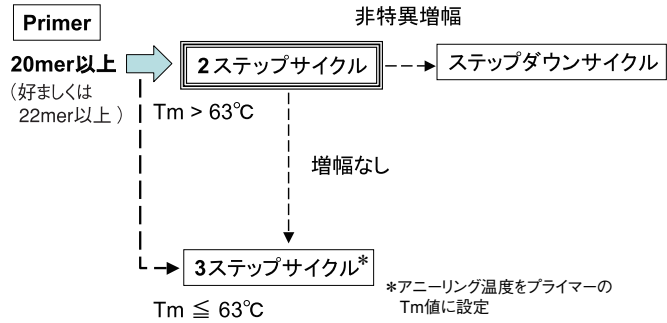 Primer
20mer以上
（好ましくは
22mer以上）
Tm > 63℃
2ステップサイクル
非特異増幅
ステップダウンサイクル
増幅なし
3ステップサイクル*
Tm ≦ 63℃
*アニーリング温度をプライマーの
Tm値に設定